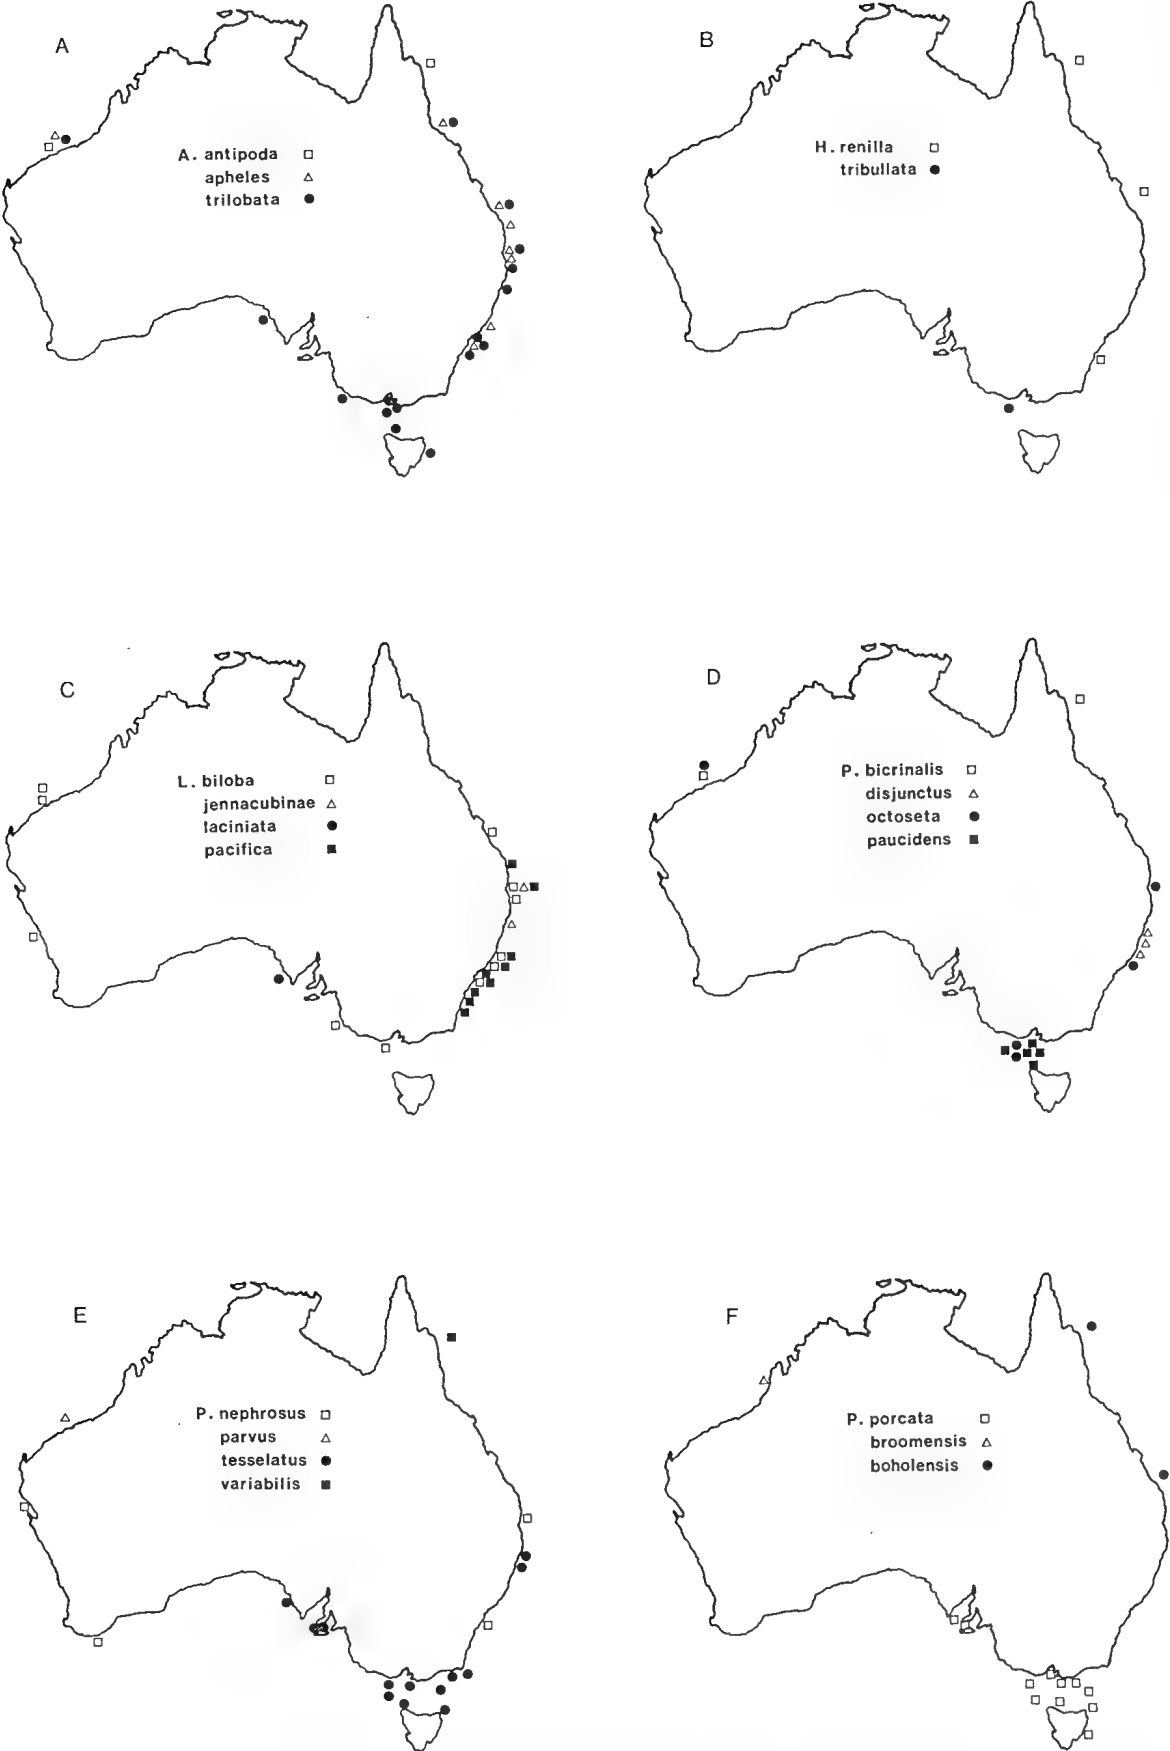 A
A. antipoda
apheles
trilobata
B
H. renilla
tribullata
C
L. biloba
jennacubinae
laciniata
pacifica
D
P. bicrinalis
disjunctus
octoseta
paucidens
E
P. nephrosus
parvus
tesselatus
variabilis
F
P. porcata
broomensis
boholensis